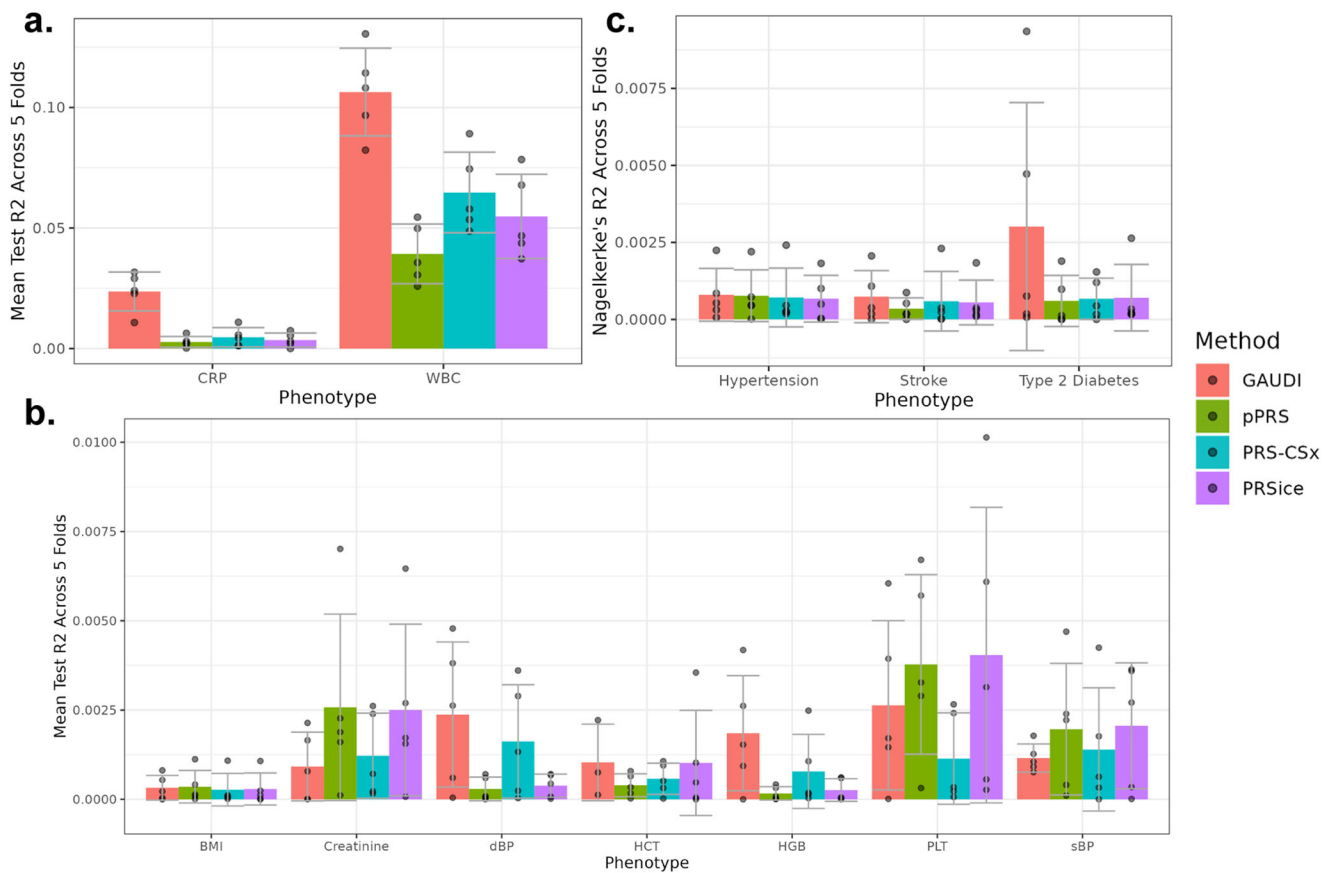 a.
Mean Test R2 Across 5 Folds
0.10
0.05
0.00
CRP
WBC
Phenotype
c.
Nagelkerke's R2 Across 5 Folds
0.0075
0.0050
0.0025
0.0000
Hypertension
Stroke
Type 2 Diabetes
Phenotype
Method
GAUDI
pPRS
PRS-CSx
PRSice
b.
Mean Test R2 Across 5 Folds
0.0100
0.0075
0.0050
0.0025
0.0000
BMI
Creatinine
dBP
HCT
HGB
PLT
sBP
Phenotype